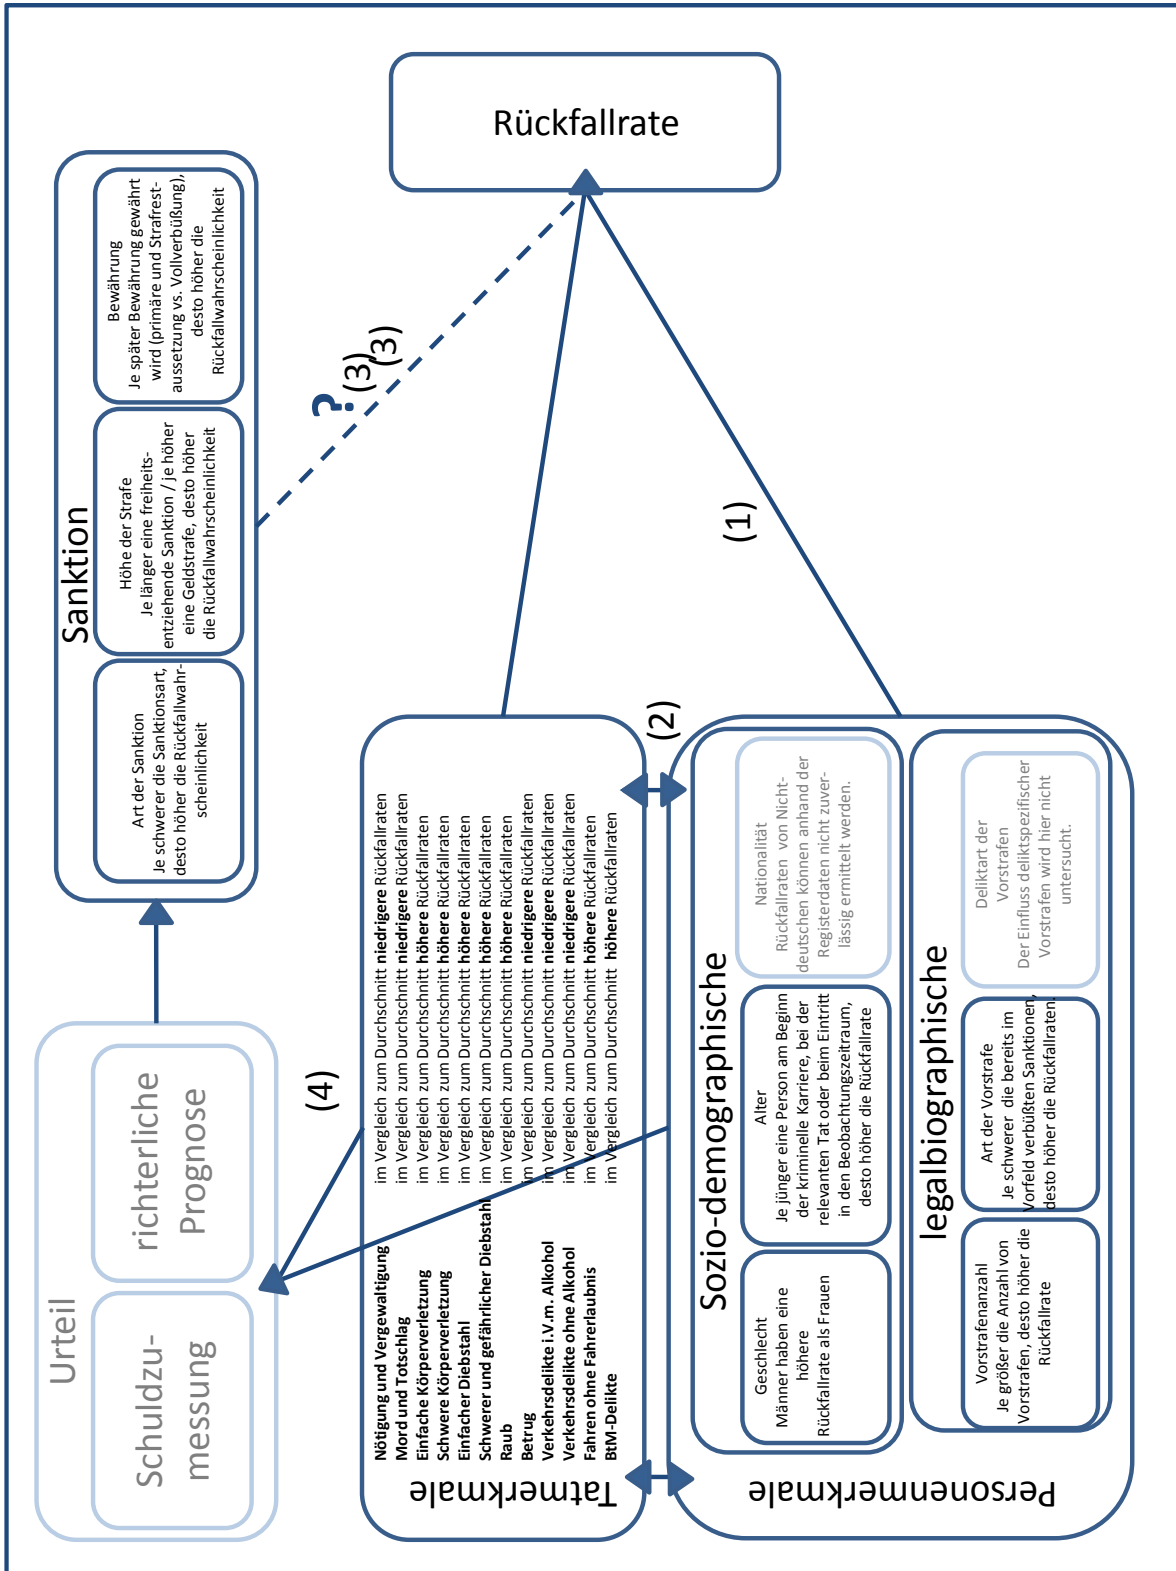 Urteil
Schuldzu-
messung
richterliche
Prognose
Sanktion
Art der Sanktion
Je schwerer die Sanktionsart,
desto höher die Rückfallwahr-
scheinlichkeit
Höhe der Strafe
Je länger eine freiheits-
entziehende Sanktion / je höher
eine Geldstrafe, desto höher
die Rückfallwahrscheinlichkeit
Bewährung
Je später Bewährung gewährt
wird (primäre und Strafrest-
aussetzung vs. Vollverbüßung),
desto höher die
Rückfallwahrscheinlichkeit
(4)
?
(3)
(3)
Tatmerkmale
Nötigung und Vergewaltigung im Vergleich zum Durchschnitt niedrigere Rückfallraten
Mord und Totschlag im Vergleich zum Durchschnitt niedrigere Rückfallraten
Einfache Körperverletzung im Vergleich zum Durchschnitt höhere Rückfallraten
Schwere Körperverletzung im Vergleich zum Durchschnitt höhere Rückfallraten
Einfacher Diebstahl im Vergleich zum Durchschnitt höhere Rückfallraten
Schwerer und gefährlicher Diebstahl im Vergleich zum Durchschnitt höhere Rückfallraten
Raub im Vergleich zum Durchschnitt höhere Rückfallraten
Betrug im Vergleich zum Durchschnitt niedrigere Rückfallraten
Verkehrsdelikte i.V.m. Alkohol im Vergleich zum Durchschnitt niedrigere Rückfallraten
Verkehrsdelikte ohne Alkohol im Vergleich zum Durchschnitt niedrigere Rückfallraten
Fahren ohne Fahrerlaubnis im Vergleich zum Durchschnitt höhere Rückfallraten
BtM-Delikte im Vergleich zum Durchschnitt höhere Rückfallraten
Rückfallrate
(2)
(1)
Personenmerkmale
Sozio-demographische
Geschlecht
Männer haben eine
höhere
Rückfallrate als Frauen
Alter
Je jünger eine Person am Beginn
der kriminelle Karriere, bei der
relevanten Tat oder beim Eintritt
in den Beobachtungszeitraum,
desto höher die Rückfallrate
Nationalität
Rückfallraten von Nicht-
deutschen können anhand der
Registerdaten nicht zuver-
lässig ermittelt werden.
legalbiographische
Vorstrafenanzahl
Je größer die Anzahl von
Vorstrafen, desto höher die
Rückfallrate
Art der Vorstrafe
Je schwerer die bereits im
Vorfeld verbüßten Sanktionen,
desto höher die Rückfallraten.
Deliktart der
Vorstrafen
Der Einfluss deliktspezifischer
Vorstrafen wird hier nicht
untersucht.